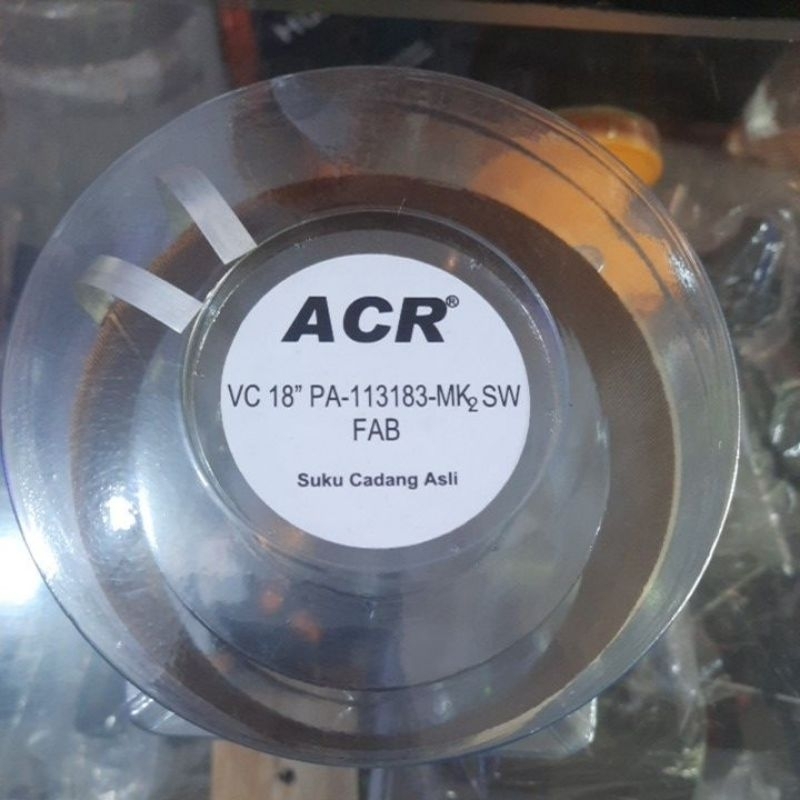 ACR®
VC 18” PA-113183-MK₂ SW
FAB
Suku Cadang Asli